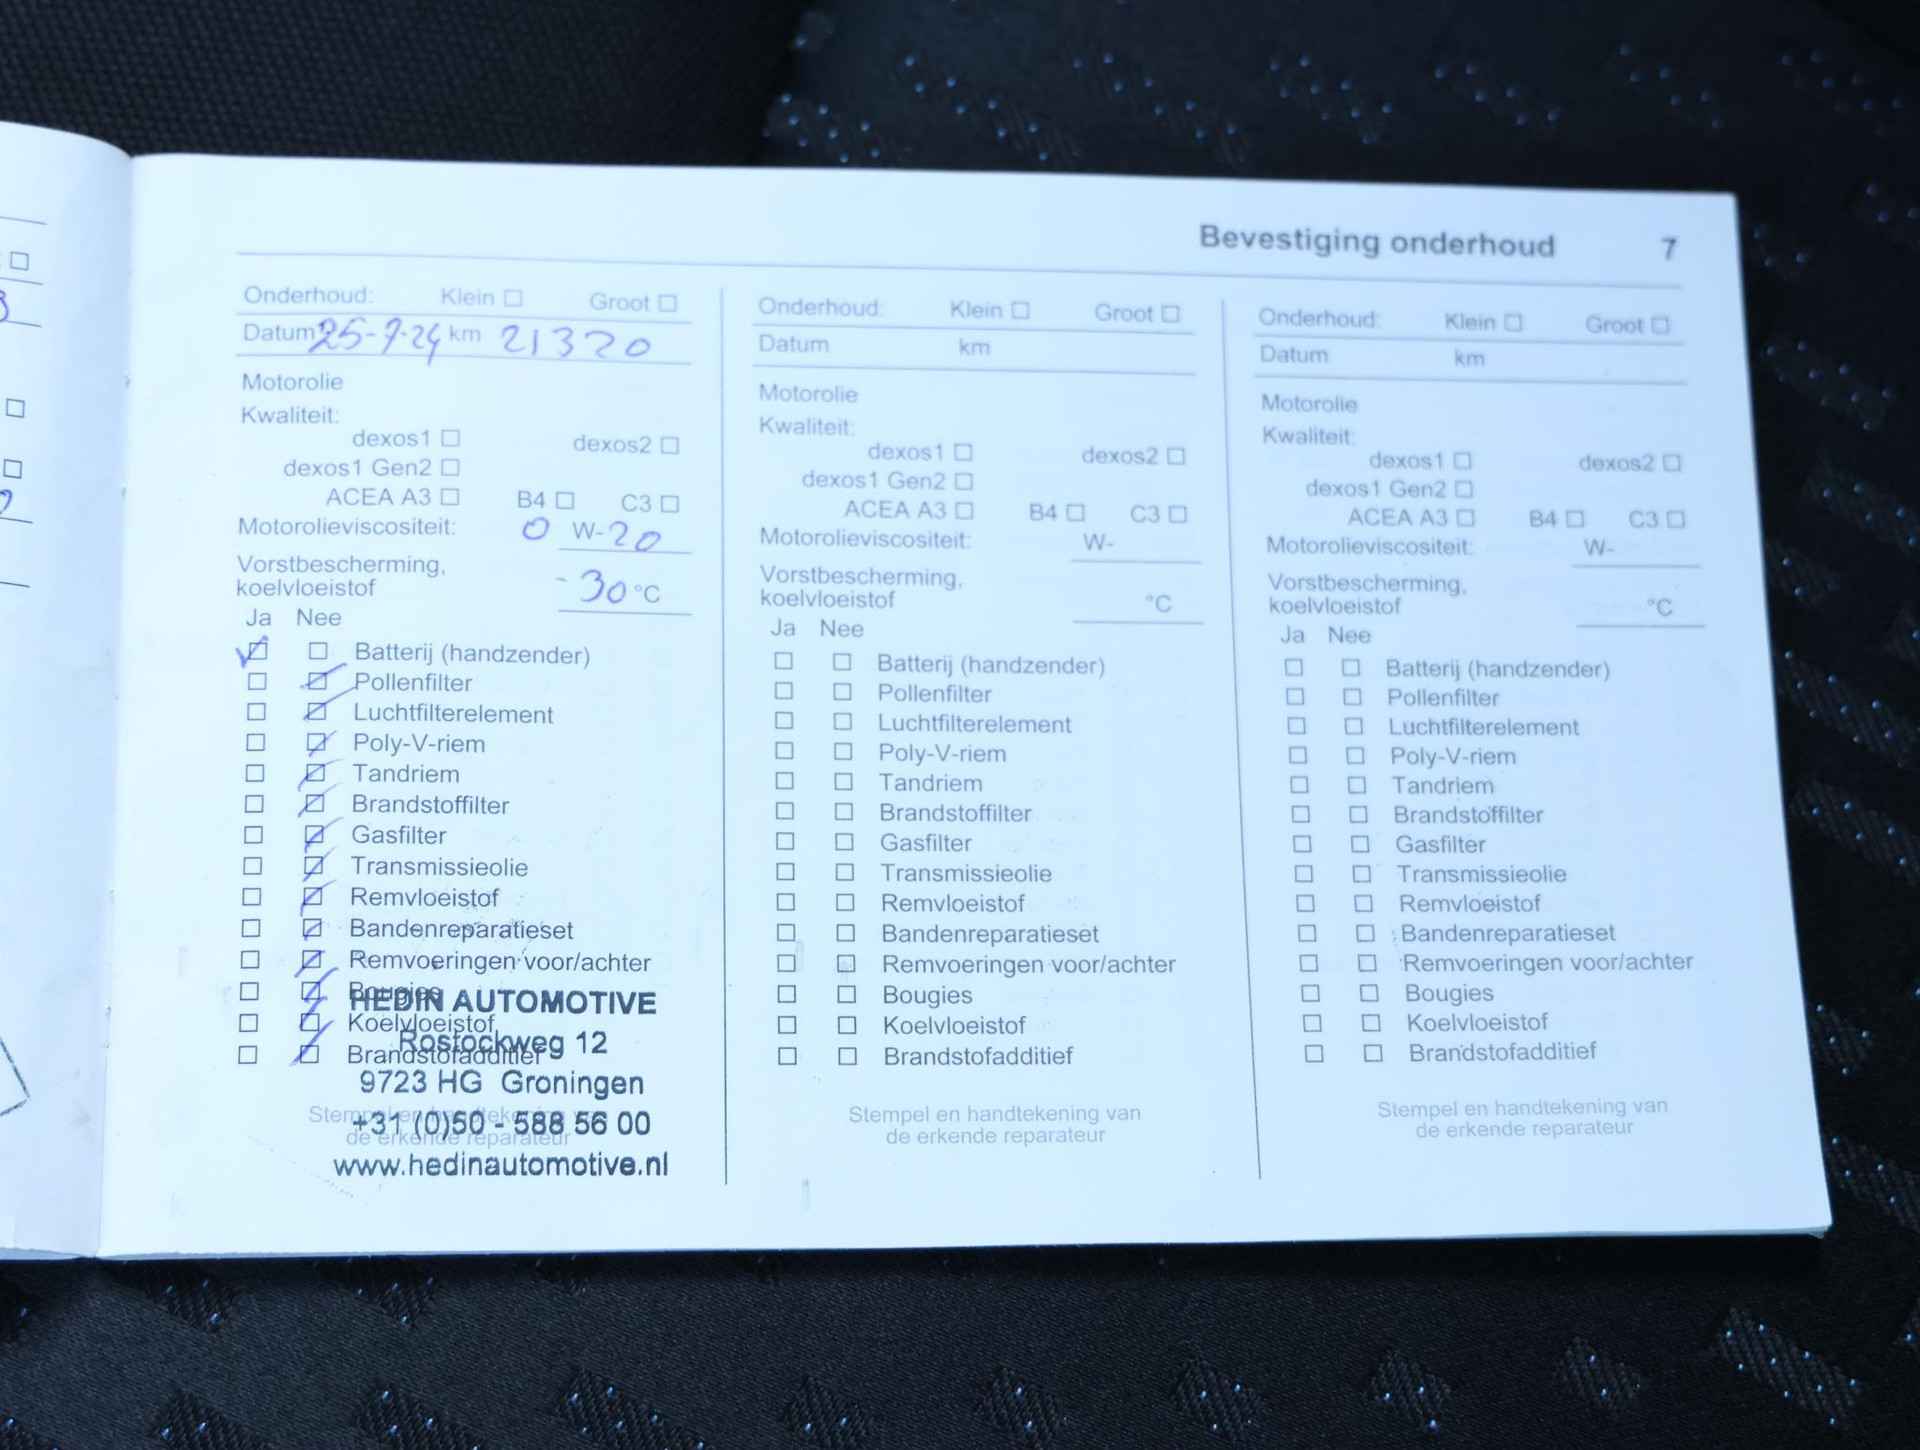 Bevestiging onderhoud 7
Onderhoud: Klein Groot
Datum 25-7-24 km 21320
Motorolie
Kwaliteit:
dexos1 dexos2
dexos1 Gen2
ACEA A3 B4 C3
Motorolieviscositeit: 0 W-20
Vorstbescherming,
koelvloeistof -30 °C
Ja Nee
Batterij (handzender)
Pollenfilter
Luchtfilterelement
Poly-V-riem
Tandriem
Brandstoffilter
Gasfilter
Transmissieolie
Remvloeistof
Bandenreparatieset
Remvoeringen voor/achter
Bougies
Koelvloeistof
Brandstofadditief
Stempel en handtekening van
de erkende reparateur
HEDIN AUTOMOTIVE
Rostockweg 12
9723 HG Groningen
+31 (0)50 - 588 56 00
www.hedinautomotive.nl
Onderhoud: Klein Groot
Datum km
Motorolie
Kwaliteit:
dexos1 dexos2
dexos1 Gen2
ACEA A3 B4 C3
Motorolieviscositeit: W-
Vorstbescherming,
koelvloeistof °C
Ja Nee
Batterij (handzender)
Pollenfilter
Luchtfilterelement
Poly-V-riem
Tandriem
Brandstoffilter
Gasfilter
Transmissieolie
Remvloeistof
Bandenreparatieset
Remvoeringen voor/achter
Bougies
Koelvloeistof
Brandstofadditief
Stempel en handtekening van
de erkende reparateur
Onderhoud: Klein Groot
Datum km
Motorolie
Kwaliteit:
dexos1 dexos2
dexos1 Gen2
ACEA A3 B4 C3
Motorolieviscositeit: W-
Vorstbescherming,
koelvloeistof °C
Ja Nee
Batterij (handzender)
Pollenfilter
Luchtfilterelement
Poly-V-riem
Tandriem
Brandstoffilter
Gasfilter
Transmissieolie
Remvloeistof
Bandenreparatieset
Remvoeringen voor/achter
Bougies
Koelvloeistof
Brandstofadditief
Stempel en handtekening van
de erkende reparateur